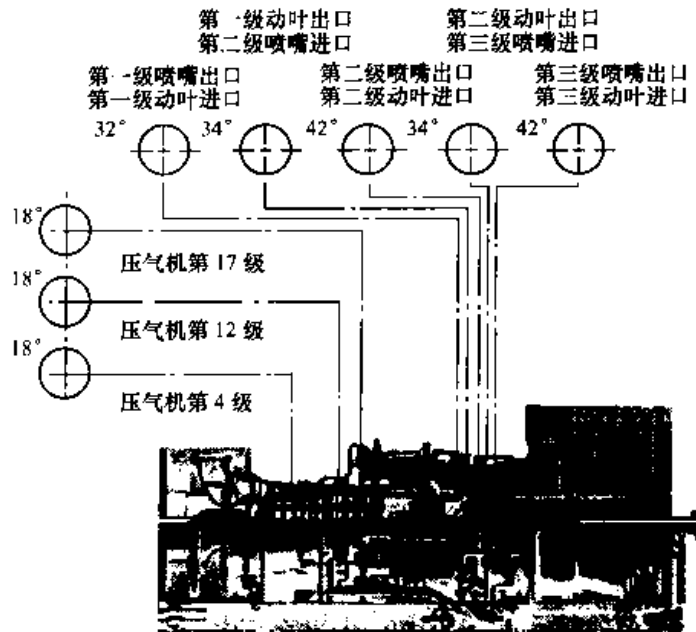 第一级动叶出口
第二级喷嘴进口
第二级动叶出口
第三级喷嘴进口
第一级喷嘴出口
第一级动叶进口
第二级喷嘴出口
第二级动叶进口
第三级喷嘴出口
第三级动叶进口
32°
34°
42°
34°
42°
18°
压气机第 17 级
18°
压气机第 12 级
18°
压气机第 4 级